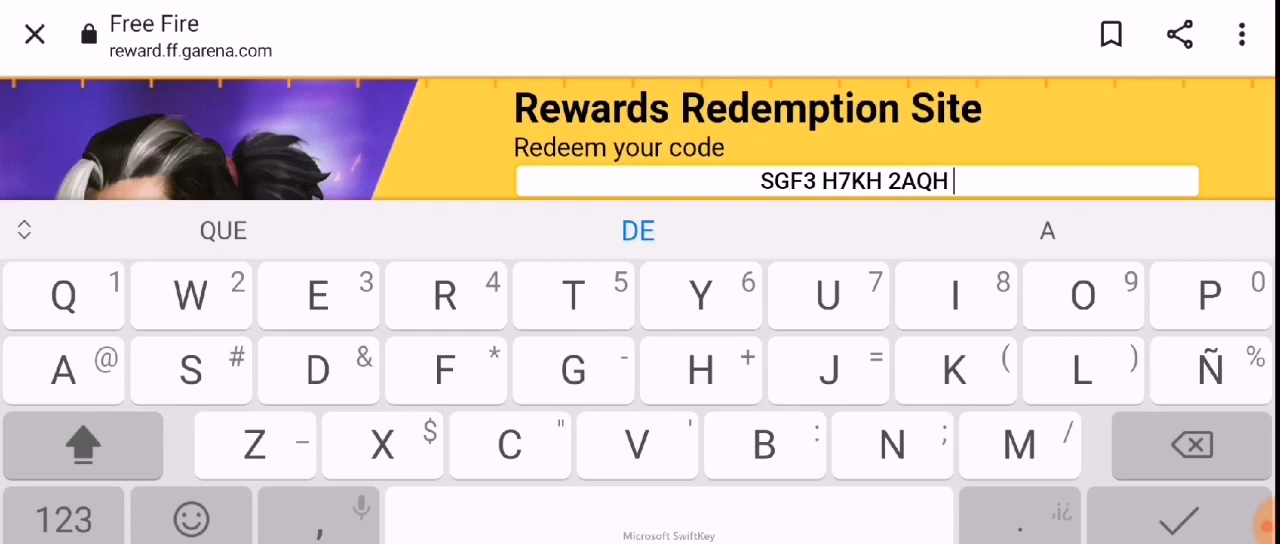 Free Fire
reward.ff.garena.com
Rewards Redemption Site
Redeem your code
SGF3 H7KH 2AQH
QUE DE A
Q 1 W 2 E 3 R 4 T 5 Y 6 U 7 I 8 O 9 P 0
A @ S # D & F * G - H + J = K ( L ) Ñ %
Z _ X $ C " V ' B : N ; M /
123 , . ¡¿
Microsoft SwiftKey